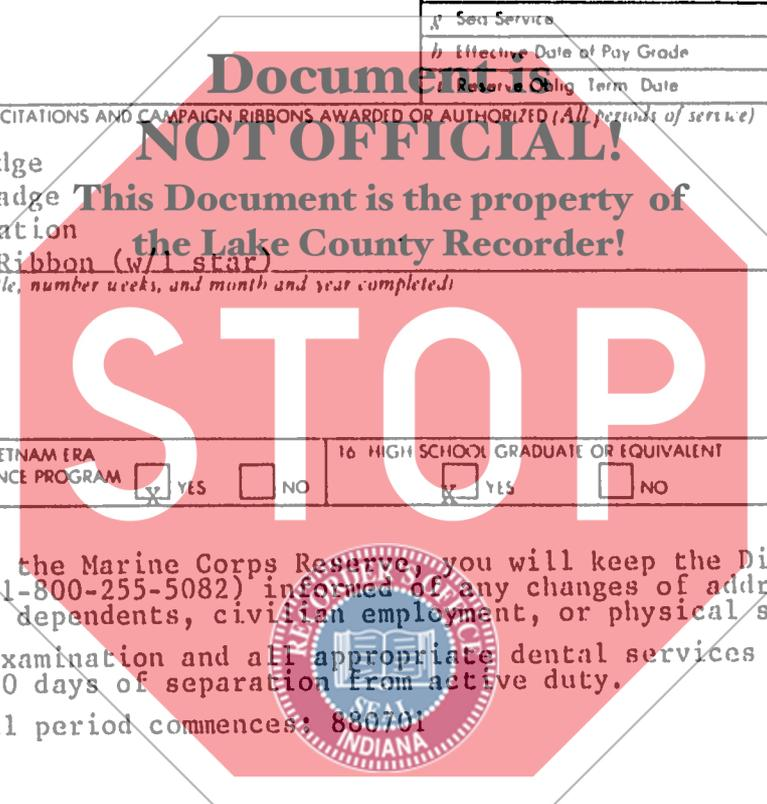 g Sea Service
h Effective Date of Pay Grade
i Reserve Oblig Term Date
Document is
CITATIONS AND CAMPAIGN RIBBONS AWARDED OR AUTHORIZED (All periods of service)
NOT OFFICIAL!
dge
adge
This Document is the property of
ation
the Lake County Recorder!
Ribbon (w/1 star)
le, number weeks, and month and year completed)
STOP
ETNAM ERA
NCE PROGRAM X YES NO
16 HIGH SCHOOL GRADUATE OR EQUIVALENT
X YES NO
the Marine Corps Reserve, you will keep the Di
1-800-255-5082) informed of any changes of addr
dependents, civilian employment, or physical s
xamination and all appropriate dental services
0 days of separation from active duty.
l period commences: 880701
RECORDER'S OFFICE
SEAL
INDIANA